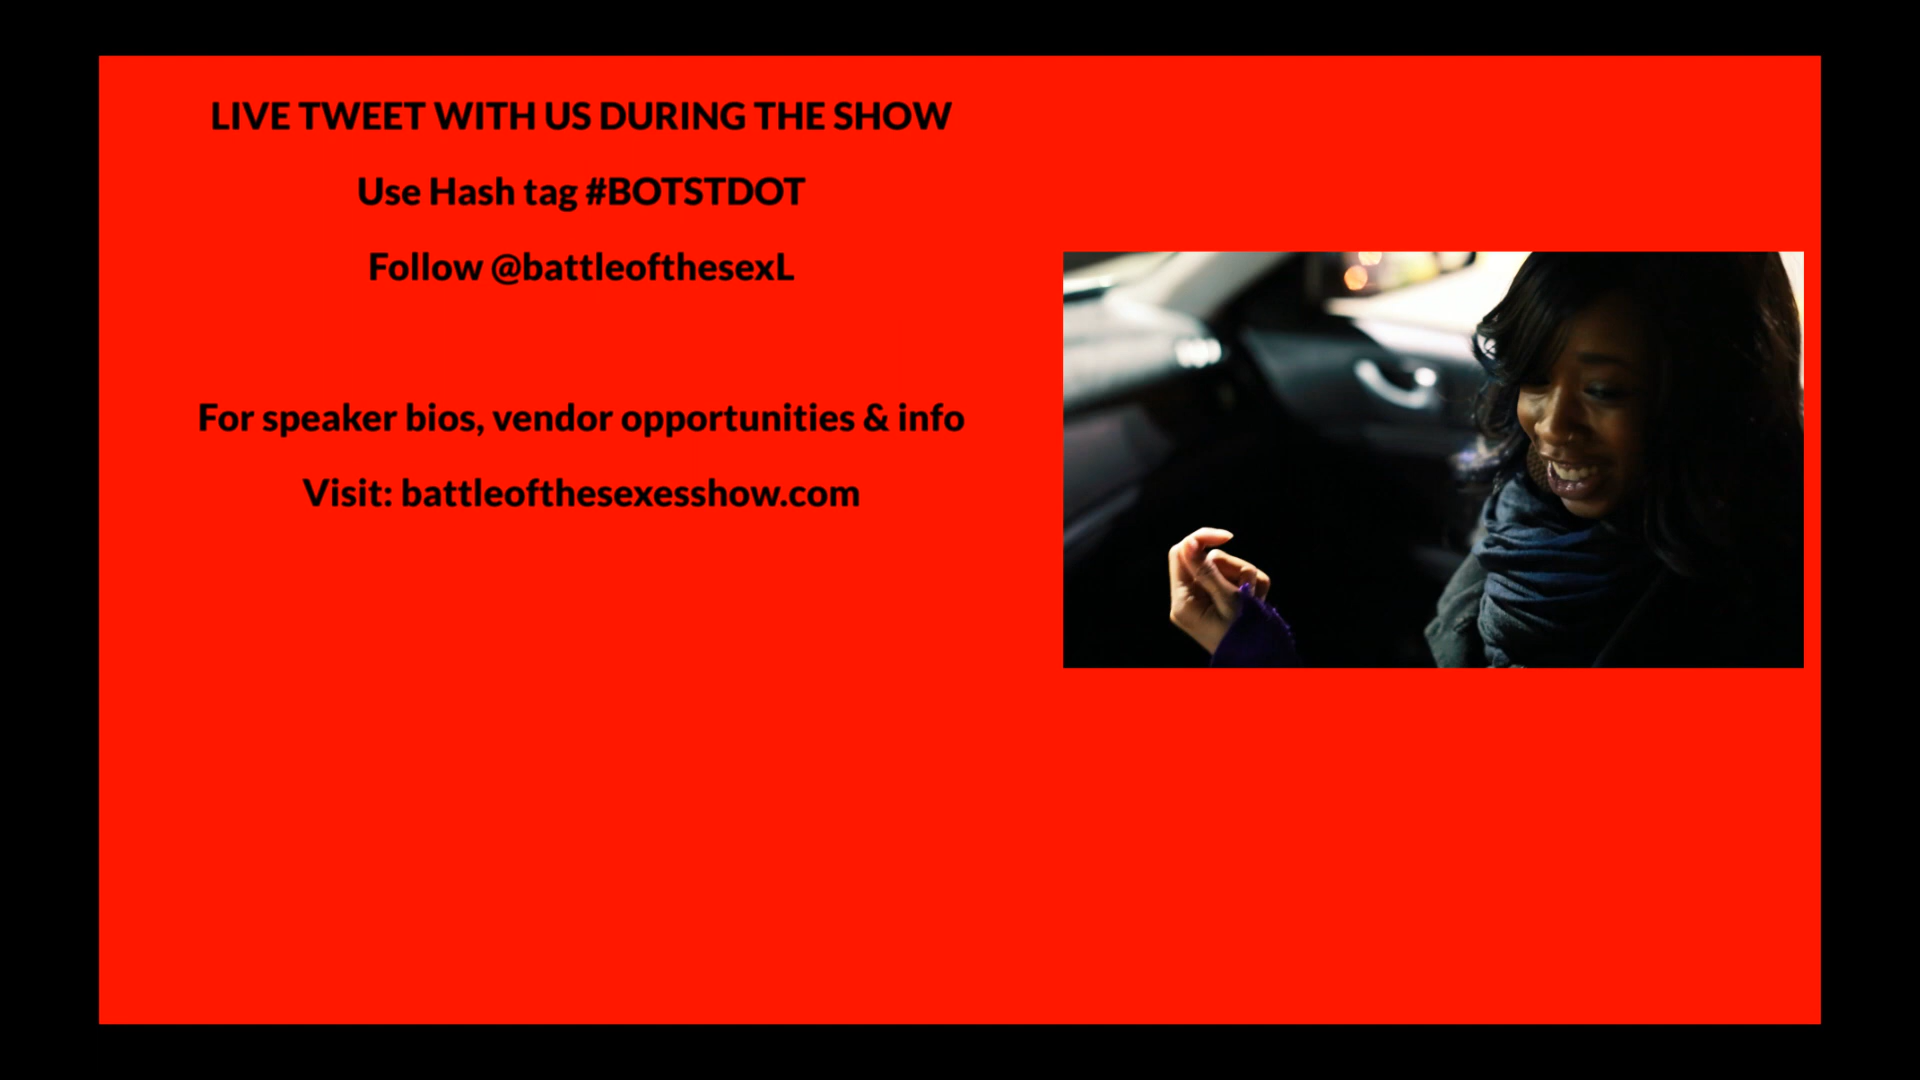 LIVE TWEET WITH US DURING THE SHOW
Use Hash tag #BOTSTDOT
Follow @battleofthesexL
For speaker bios, vendor opportunities & info
Visit: battleofthesexesshow.com